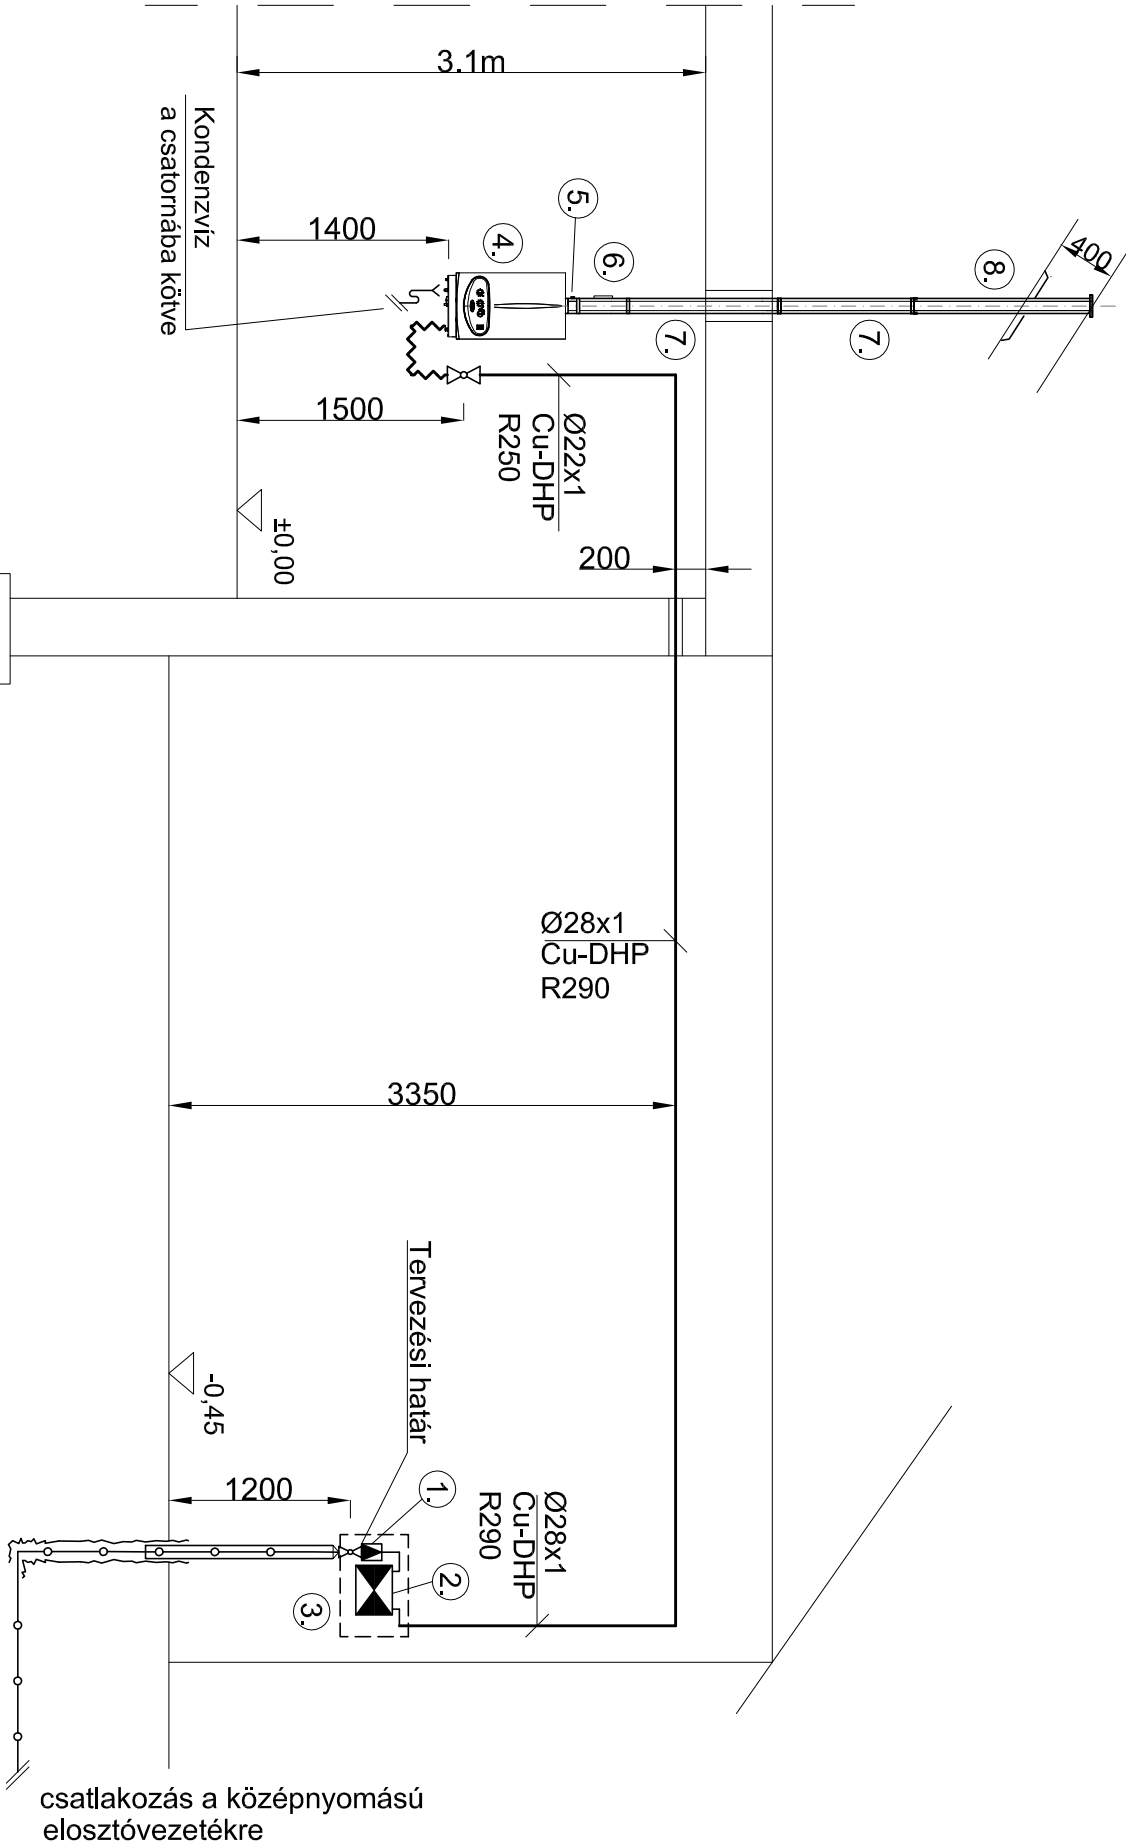 3.1m
Kondenzvíz
a csatornába kötve
1400
4.
5.
6.
7.
7.
8.
400
1500
Ø22x1
Cu-DHP
R250
±0,00
200
Ø28x1
Cu-DHP
R290
3350
Tervezési határ
-0,45
1200
1.
2.
3.
Ø28x1
Cu-DHP
R290
csatlakozás a középnyomású
elosztóvezetékre